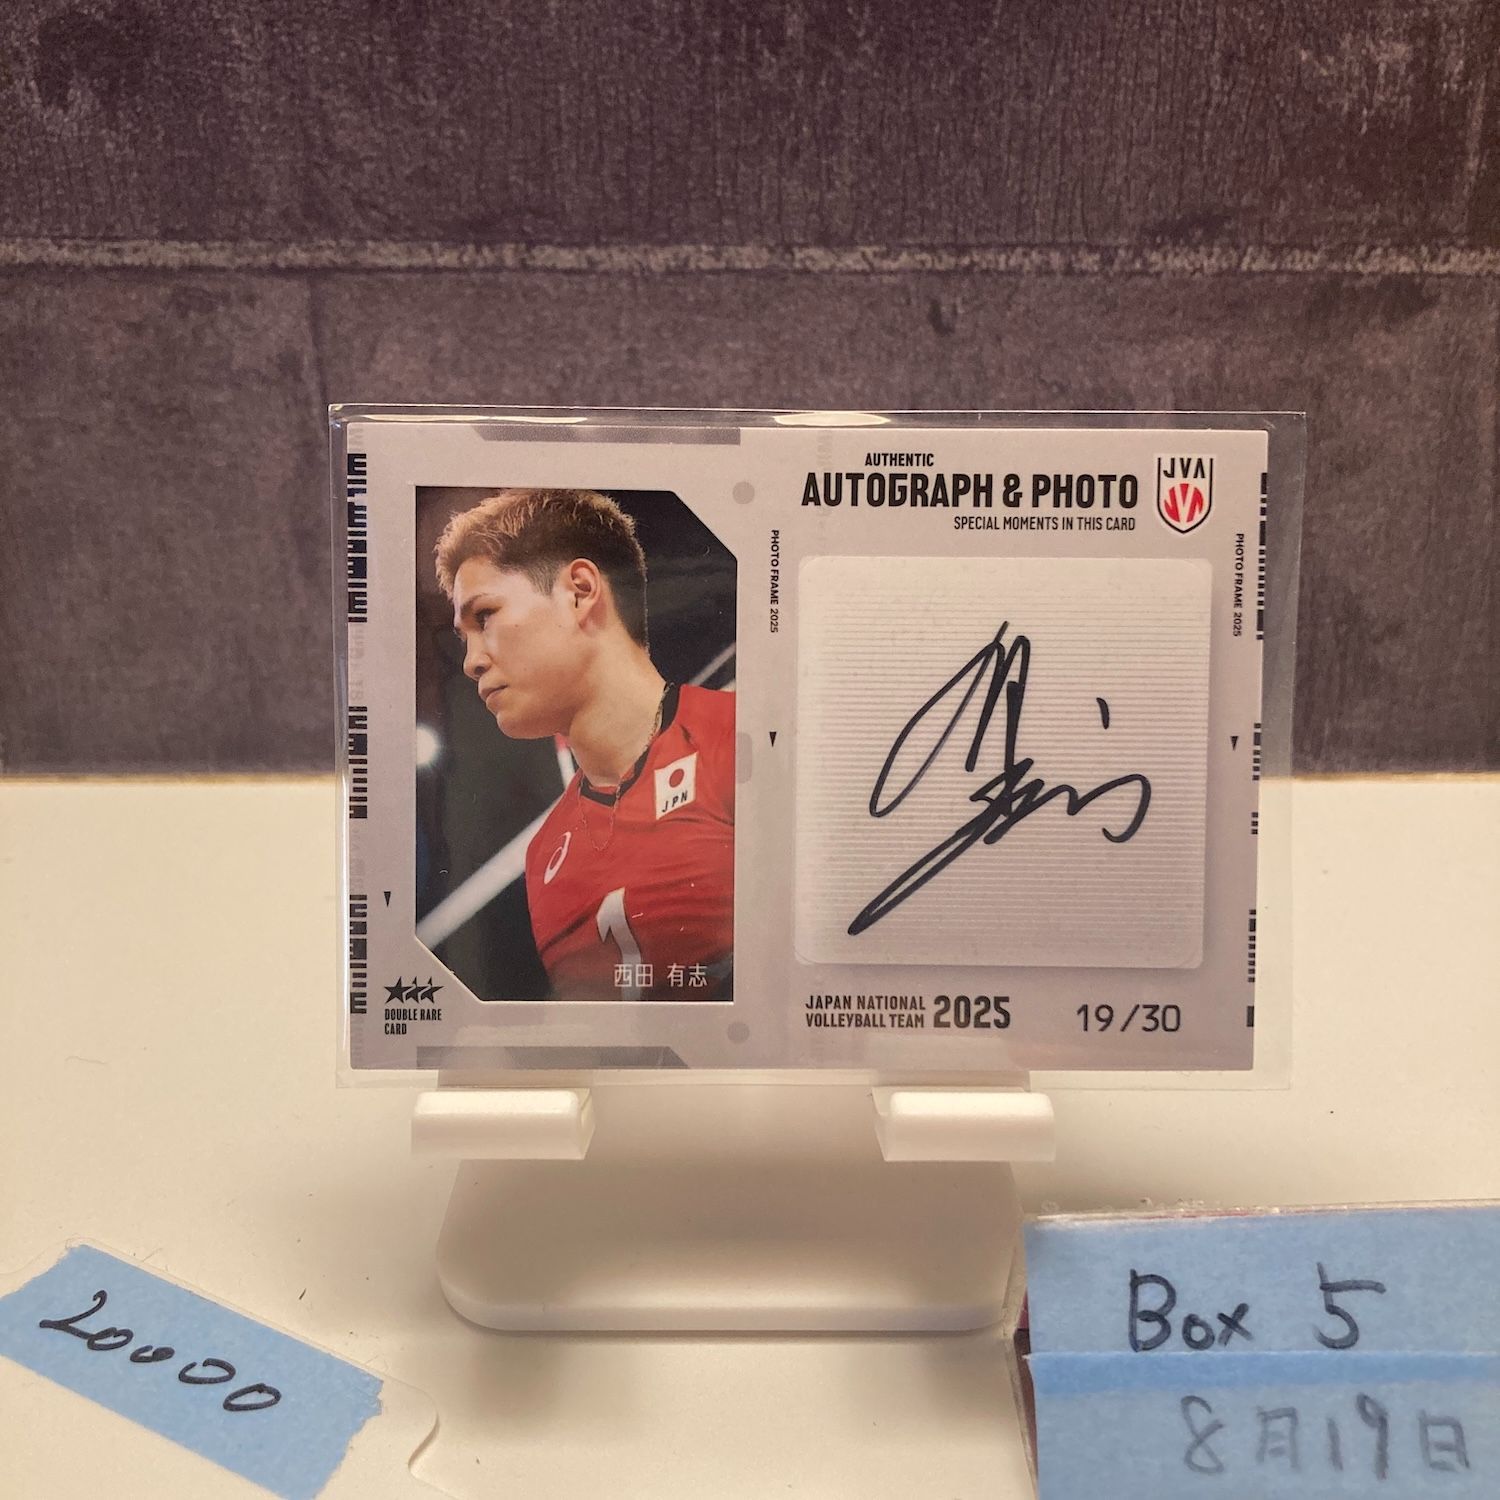 AUTHENTIC
AUTOGRAPH & PHOTO
SPECIAL MOMENTS IN THIS CARD
JVA
PHOTO FRAME 2025
PHOTO FRAME 2025
JPN
1
西田 有志
DOUBLE RARE
CARD
JAPAN NATIONAL
VOLLEYBALL TEAM 2025
19/30
20000
Box 5
8月19日